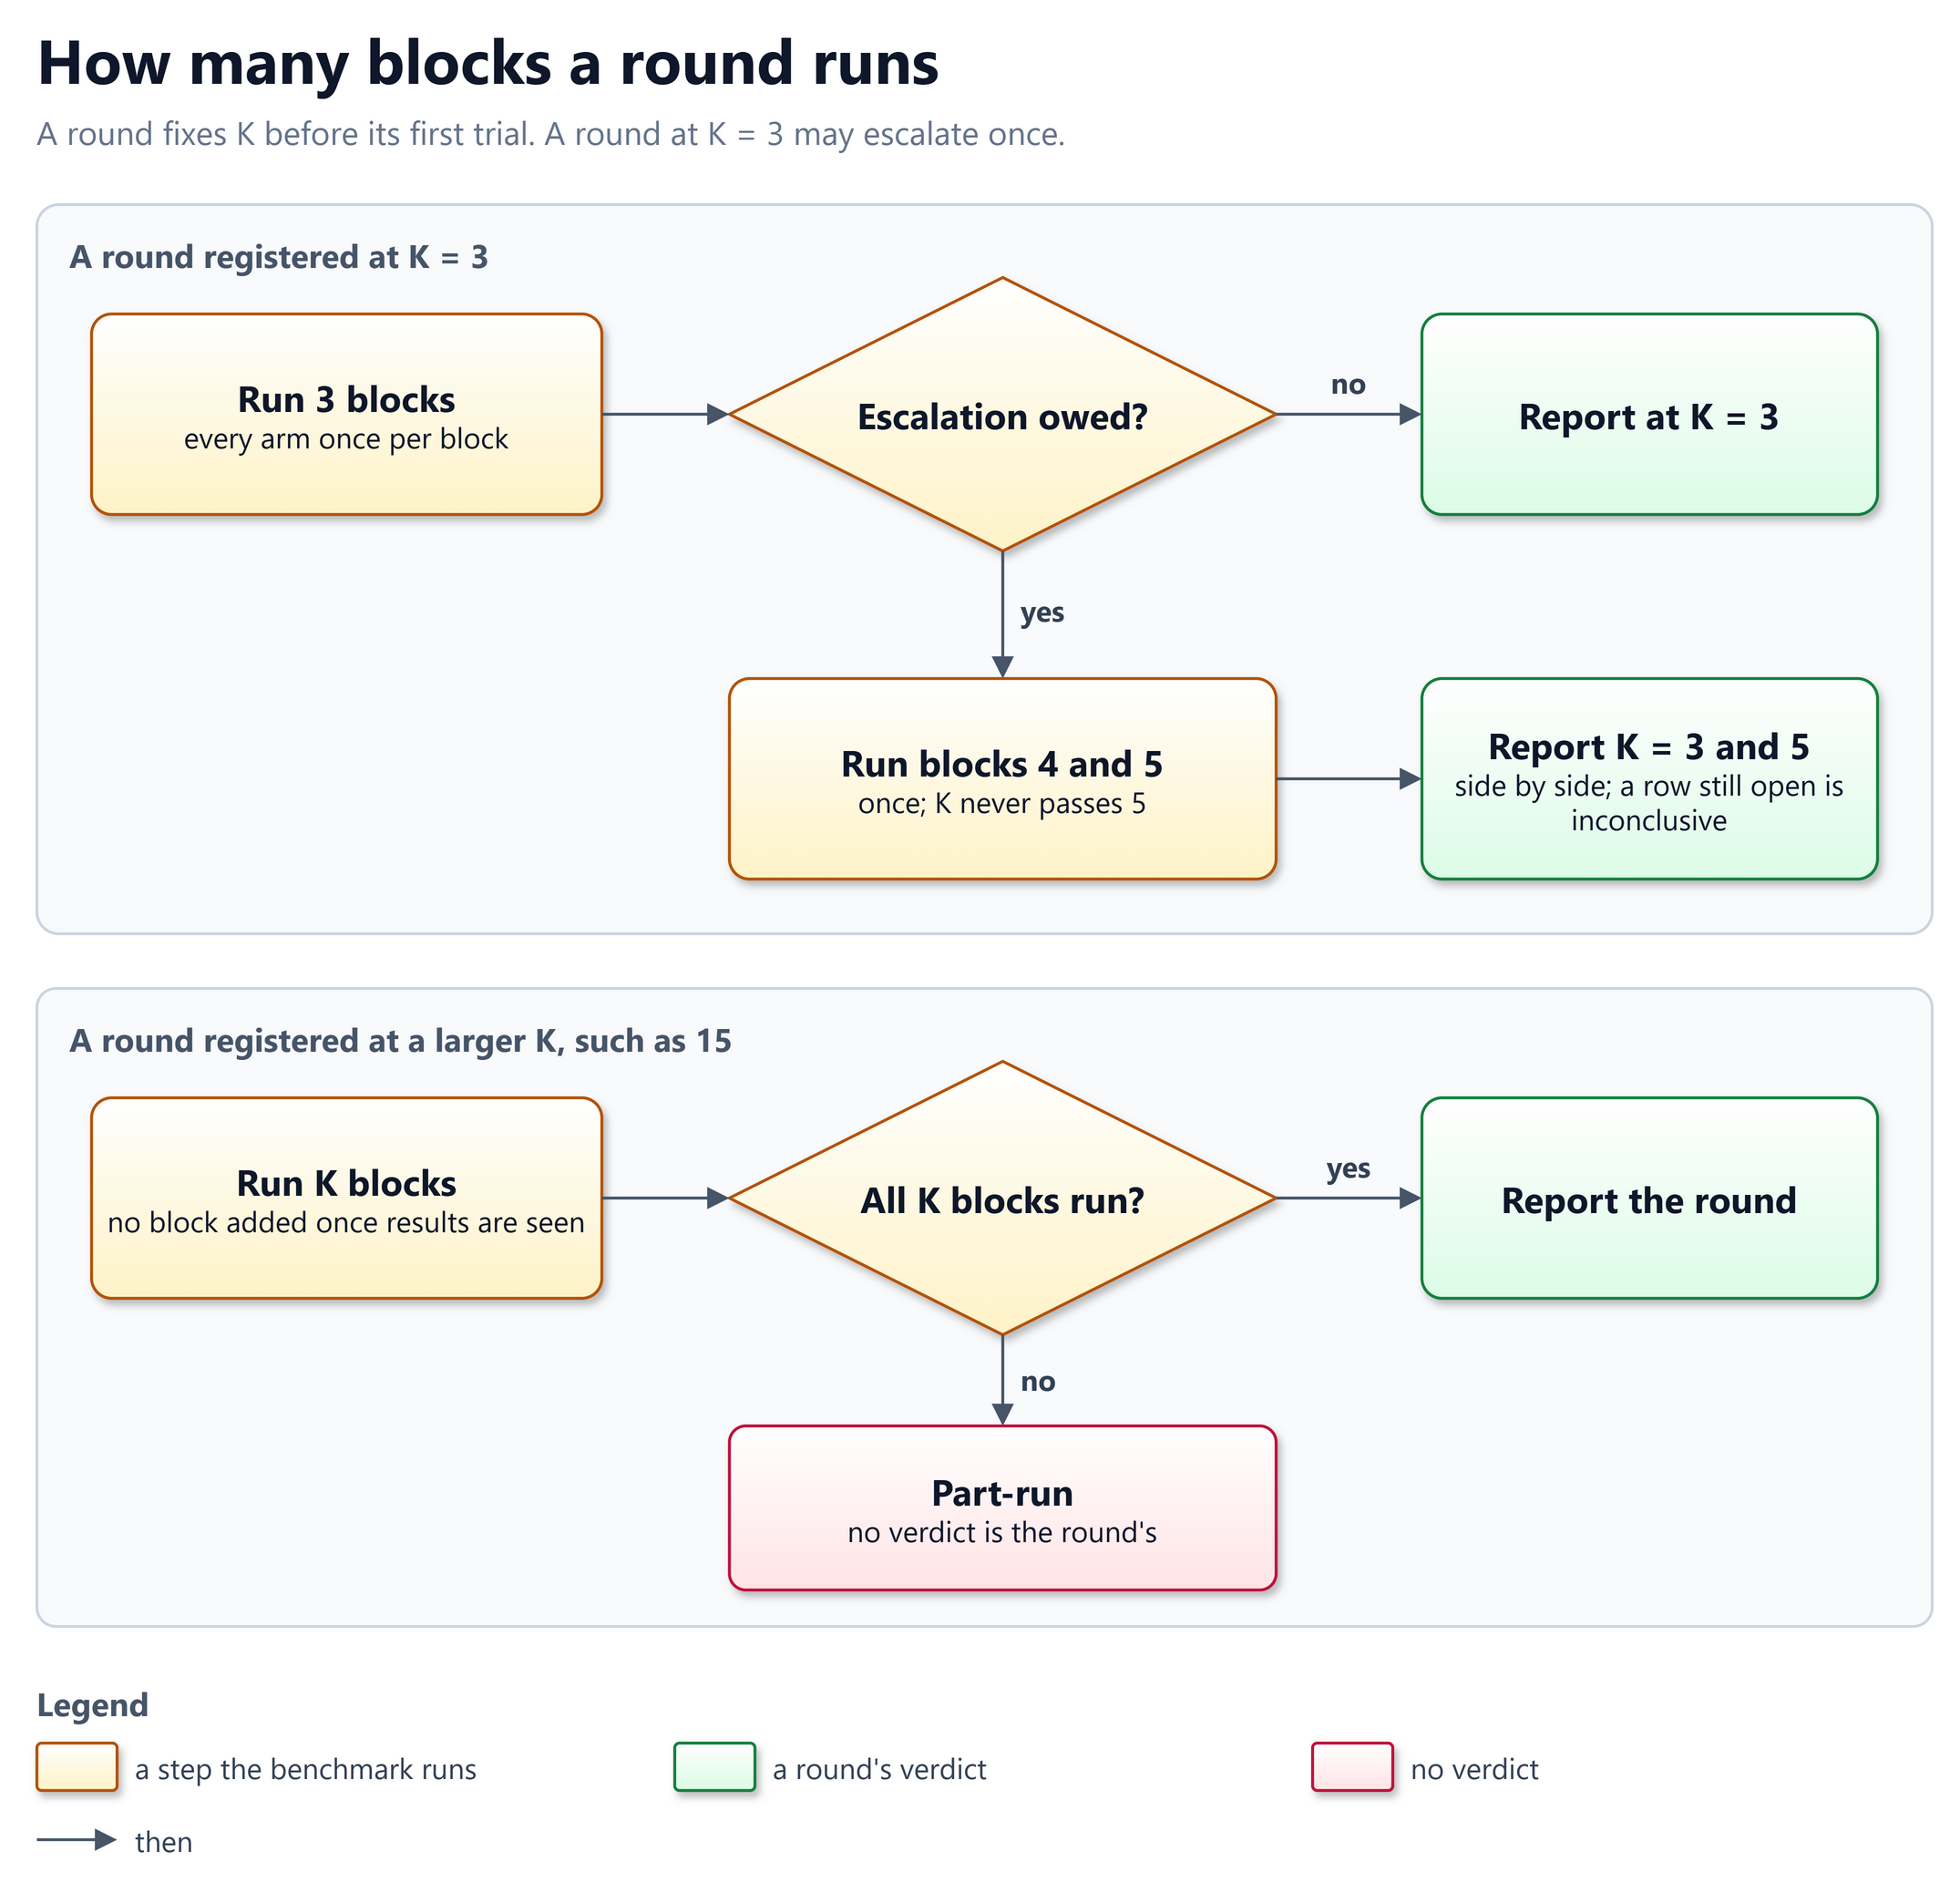 How many blocks a round runs
A round fixes K before its first trial. A round at K = 3 may escalate once.
A round registered at K = 3
Run 3 blocks
every arm once per block
Escalation owed?
no
Report at K = 3
yes
Run blocks 4 and 5
once; K never passes 5
Report K = 3 and 5
side by side; a row still open is
inconclusive
A round registered at a larger K, such as 15
Run K blocks
no block added once results are seen
All K blocks run?
yes
Report the round
no
Part-run
no verdict is the round's
Legend
a step the benchmark runs
a round's verdict
no verdict
then